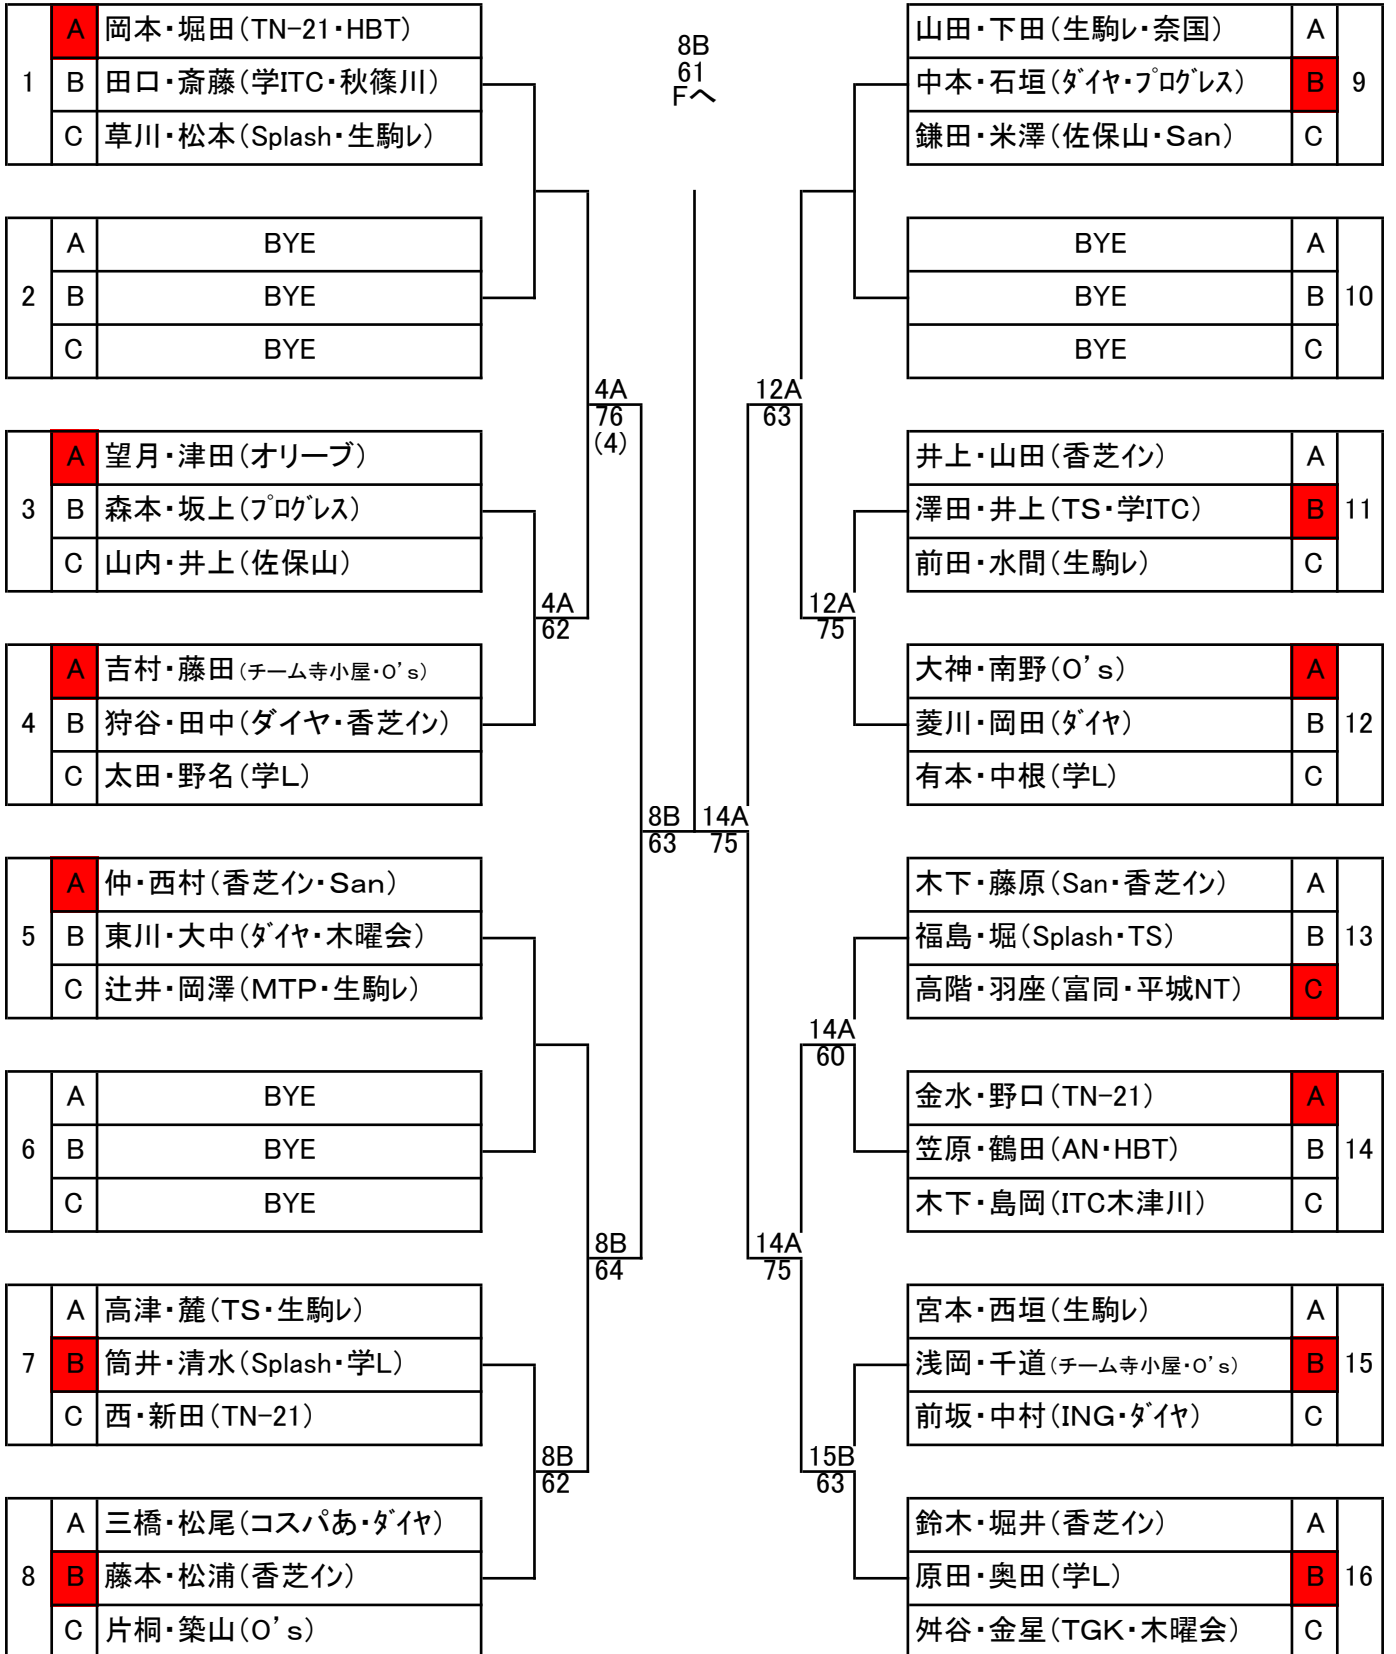 8B
61
Fへ
1
A 岡本・堀田(TN-21・HBT)
B 田口・斎藤(学ITC・秋篠川)
C 草川・松本(Splash・生駒レ)
2
A BYE
B BYE
C BYE
3
A 望月・津田(オリーブ)
B 森本・坂上(プログレス)
C 山内・井上(佐保山)
4
A 吉村・藤田(チーム寺小屋・O's)
B 狩谷・田中(ダイヤ・香芝イン)
C 太田・野名(学L)
5
A 仲・西村(香芝イン・San)
B 東川・大中(ダイヤ・木曜会)
C 辻井・岡澤(MTP・生駒レ)
6
A BYE
B BYE
C BYE
7
A 高津・麓(TS・生駒レ)
B 筒井・清水(Splash・学L)
C 西・新田(TN-21)
8
A 三橋・松尾(コスパあ・ダイヤ)
B 藤本・松浦(香芝イン)
C 片桐・築山(O's)
4A
62
8B
62
4A
76
(4)
8B
64
8B
63
14A
75
12A
63
14A
75
12A
75
14A
60
15B
63
山田・下田(生駒レ・奈国) A
中本・石垣(ダイヤ・プログレス) B
鎌田・米澤(佐保山・San) C
9
BYE A
BYE B
BYE C
10
井上・山田(香芝イン) A
澤田・井上(TS・学ITC) B
前田・水間(生駒レ) C
11
大神・南野(O's) A
菱川・岡田(ダイヤ) B
有本・中根(学L) C
12
木下・藤原(San・香芝イン) A
福島・堀(Splash・TS) B
高階・羽座(富同・平城NT) C
13
金水・野口(TN-21) A
笠原・鶴田(AN・HBT) B
木下・島岡(ITC木津川) C
14
宮本・西垣(生駒レ) A
浅岡・千道(チーム寺小屋・O's) B
前坂・中村(ING・ダイヤ) C
15
鈴木・堀井(香芝イン) A
原田・奥田(学L) B
舛谷・金星(TGK・木曜会) C
16